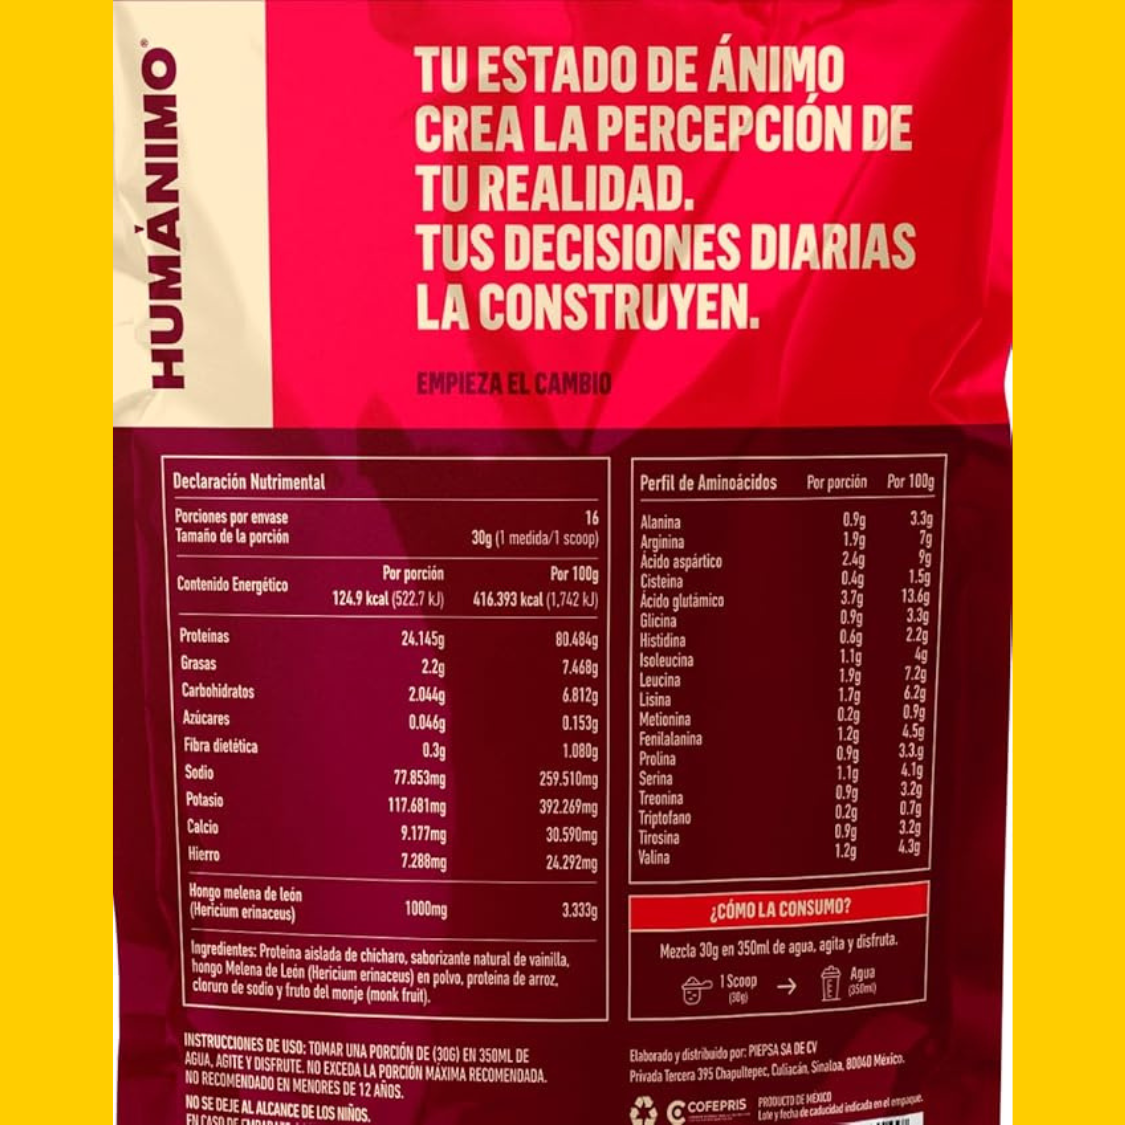 HUMÁNIMO®
TU ESTADO DE ÁNIMO
CREA LA PERCEPCIÓN DE
TU REALIDAD.
TUS DECISIONES DIARIAS
LA CONSTRUYEN.
EMPIEZA EL CAMBIO
Declaración Nutrimental
Porciones por envase 16
Tamaño de la porción 30g (1 medida/1 scoop)
Por porción Por 100g
Contenido Energético 124.9 kcal (522.7 kJ) 416.393 kcal (1,742 kJ)
Proteínas 24.145g 80.484g
Grasas 2.2g 7.468g
Carbohidratos 2.044g 6.812g
Azúcares 0.046g 0.153g
Fibra dietética 0.3g 1.080g
Sodio 77.853mg 259.510mg
Potasio 117.681mg 392.269mg
Calcio 9.177mg 30.590mg
Hierro 7.288mg 24.292mg
Hongo melena de león
(Hericium erinaceus) 1000mg 3.333g
Ingredientes: Proteína aislada de chícharo, saborizante natural de vainilla,
hongo Melena de León (Hericium erinaceus) en polvo, proteína de arroz,
cloruro de sodio y fruto del monje (monk fruit).
Perfil de Aminoácidos Por porción Por 100g
Alanina 0.9g 3.3g
Arginina 1.9g 7g
Ácido aspártico 2.4g 9g
Cisteína 0.4g 1.5g
Ácido glutámico 3.7g 13.6g
Glicina 0.9g 3.3g
Histidina 0.6g 2.2g
Isoleucina 1.1g 4g
Leucina 1.9g 7.2g
Lisina 1.7g 6.2g
Metionina 0.2g 0.9g
Fenilalanina 1.2g 4.5g
Prolina 0.9g 3.3.g
Serina 1.1g 4.1g
Treonina 0.9g 3.2g
Triptofano 0.2g 0.7g
Tirosina 0.9g 3.2g
Valina 1.2g 4.3g
¿CÓMO LA CONSUMO?
Mezcla 30g en 350ml de agua, agita y disfruta.
1 Scoop
(30g)
Agua
(350ml)
INSTRUCCIONES DE USO: TOMAR UNA PORCIÓN DE (30G) EN 350ML DE
AGUA, AGITE Y DISFRUTE. NO EXCEDA LA PORCIÓN MÁXIMA RECOMENDADA.
NO RECOMENDADO EN MENORES DE 12 AÑOS.
NO SE DEJE AL ALCANCE DE LOS NIÑOS.
EN CASO DE
Elaborado y distribuido por: PIEPSA SA DE CV
Privada Tercera 395 Chapultepec, Culiacán, Sinaloa, 80040 México.
COFEPRIS
PRODUCTO DE MÉXICO
Lote y fecha de caducidad indicada en el empaque.